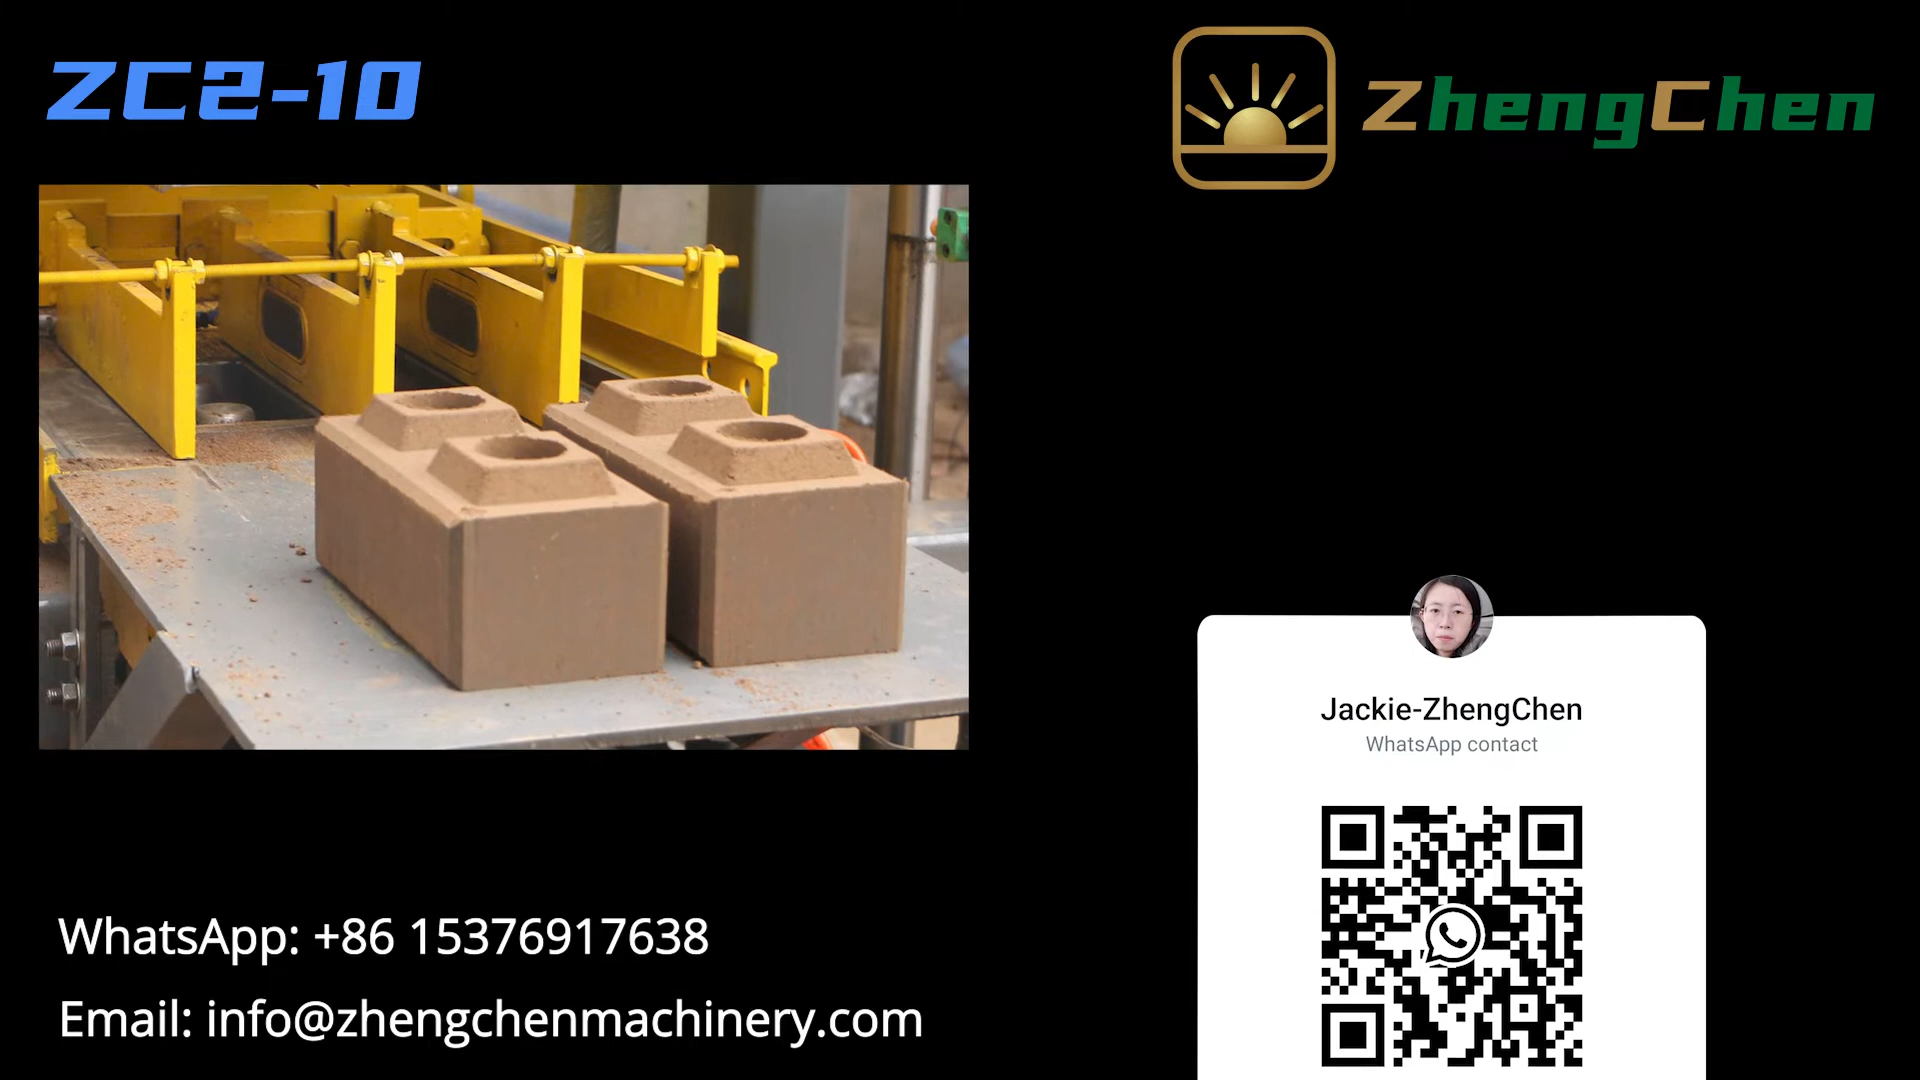 ZC2-10
ZhengChen
Jackie-ZhengChen
WhatsApp contact
WhatsApp: +86 15376917638
Email: info@zhengchenmachinery.com